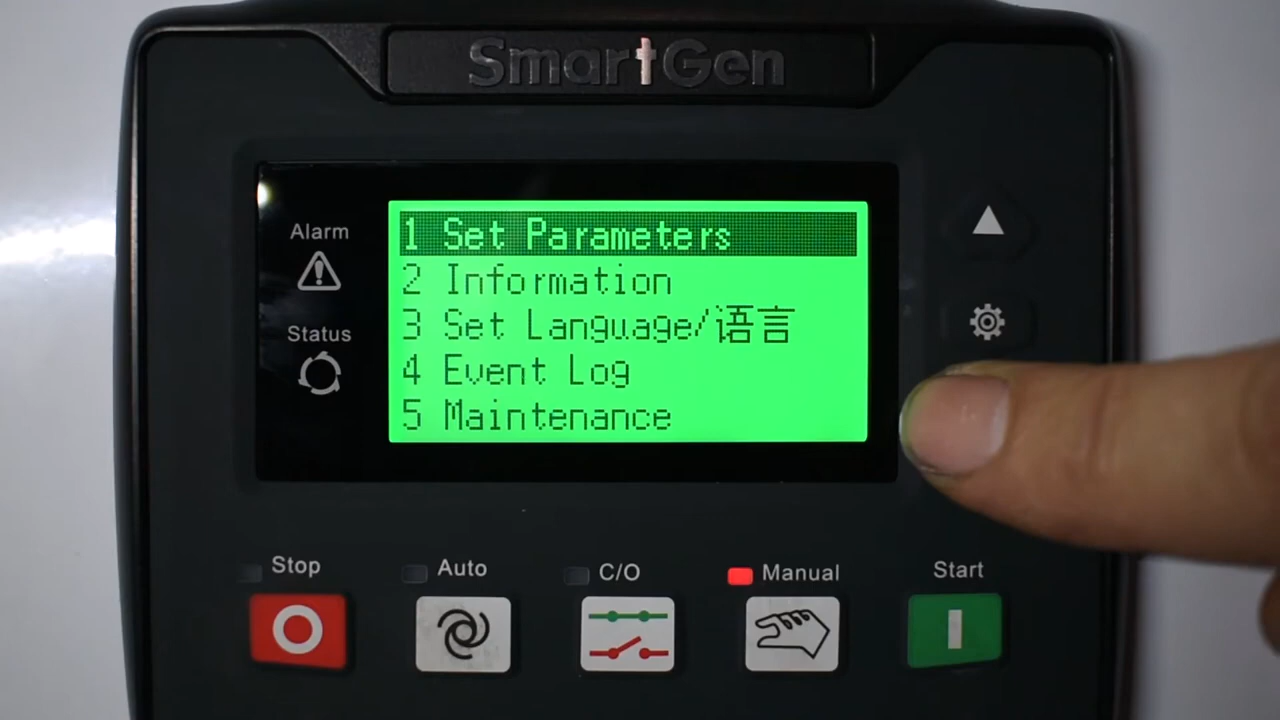 SmartGen
Alarm
Status
1 Set Parameters
2 Information
3 Set Language/语言
4 Event Log
5 Maintenance
Stop
Auto
C/O
Manual
Start